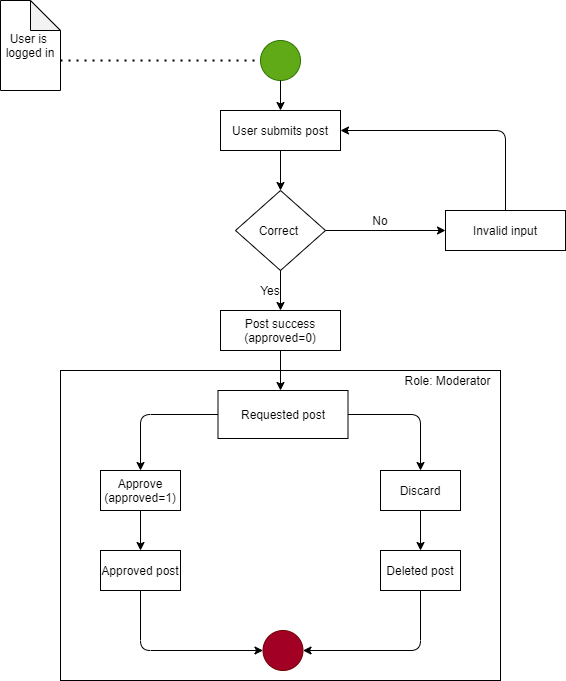 User is
logged in
User submits post
Correct
No
Invalid input
Yes
Post success
(approved=0)
Role: Moderator
Requested post
Approve
(approved=1)
Discard
Approved post
Deleted post